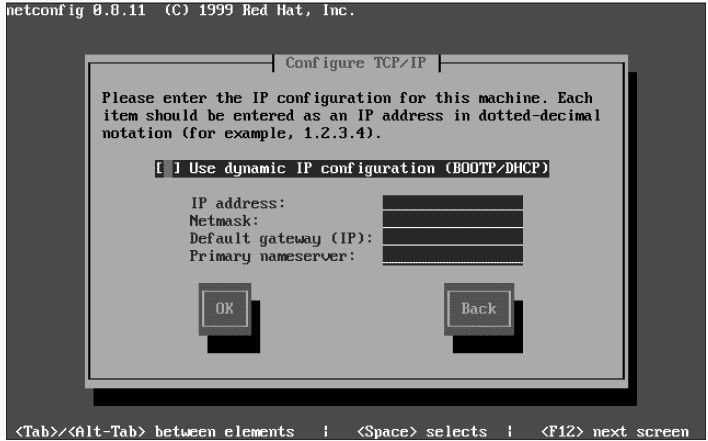 netconfig 0.8.11  (C) 1999 Red Hat, Inc.
Configure TCP/IP
Please enter the IP configuration for this machine. Each
item should be entered as an IP address in dotted-decimal
notation (for example, 1.2.3.4).
[ ] Use dynamic IP configuration (BOOTP/DHCP)
IP address:
Netmask:
Default gateway (IP):
Primary nameserver:
OK Back
<Tab>/<Alt-Tab> between elements  |  <Space> selects  |  <F12> next screen